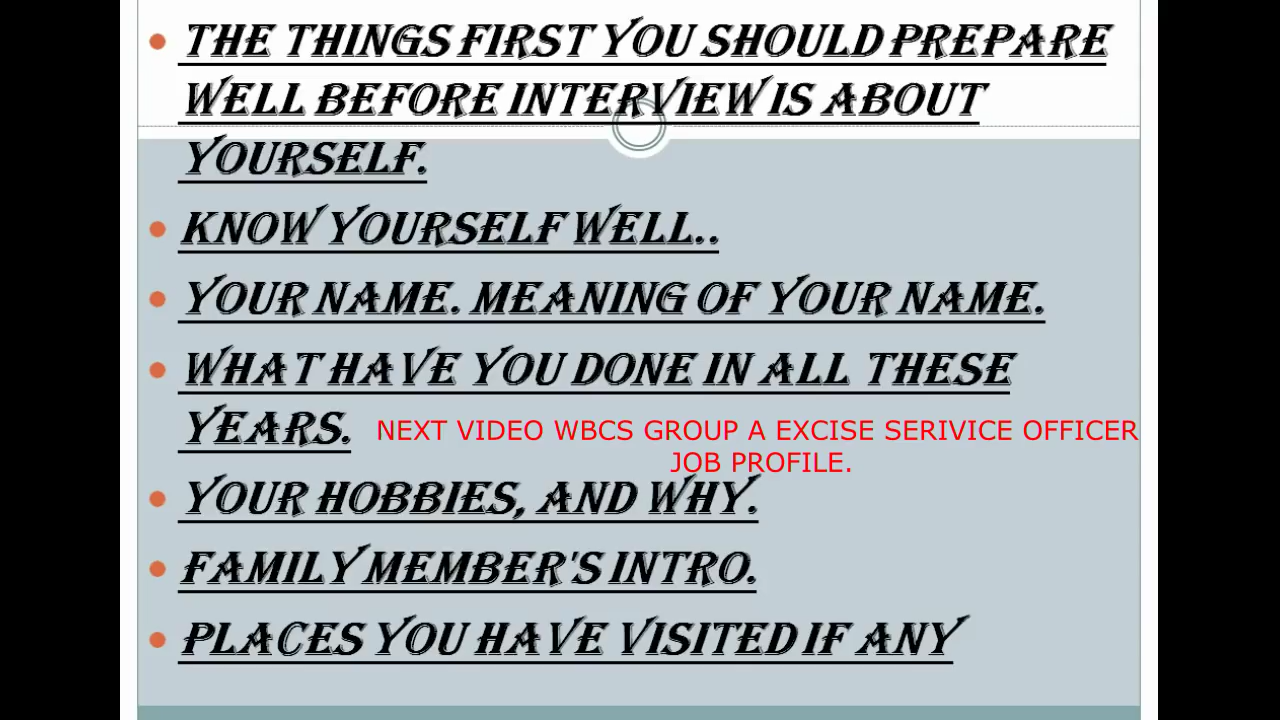 THE THINGS FIRST YOU SHOULD PREPARE
WELL BEFORE INTERVIEW IS ABOUT
YOURSELF.
KNOW YOURSELF WELL..
YOUR NAME. MEANING OF YOUR NAME.
WHAT HAVE YOU DONE IN ALL THESE
YEARS.
NEXT VIDEO WBCS GROUP A EXCISE SERIVICE OFFICER
JOB PROFILE.
YOUR HOBBIES, AND WHY.
FAMILY MEMBER'S INTRO.
PLACES YOU HAVE VISITED IF ANY